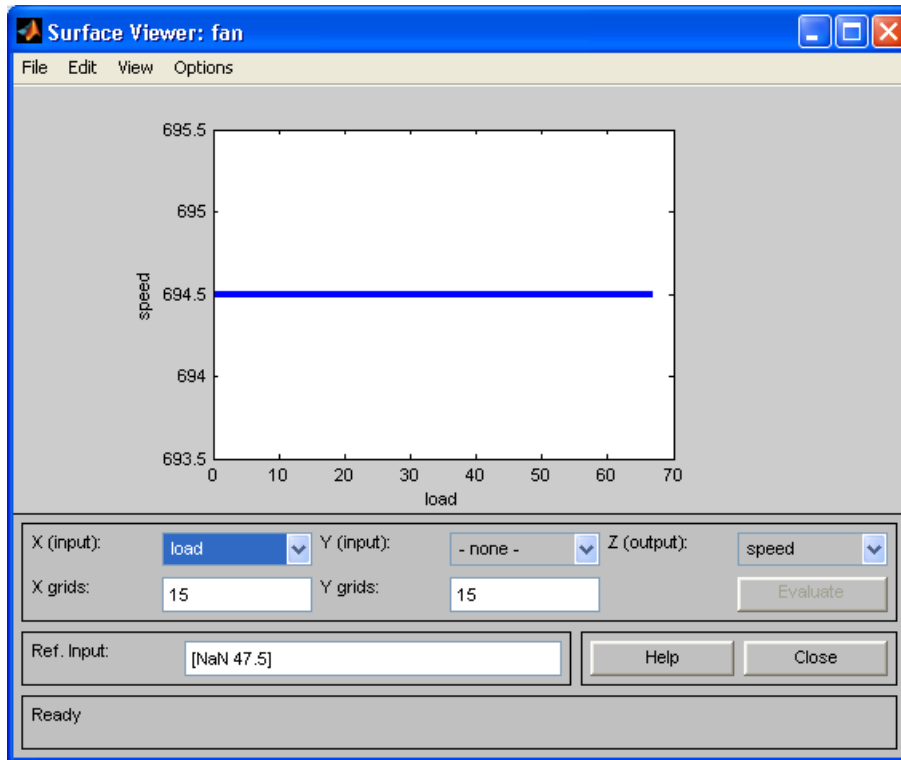 Surface Viewer: fan
File Edit View Options
695.5
695
694.5
694
693.5
speed
0 10 20 30 40 50 60 70
load
X (input): load Y (input): - none - Z (output): speed
X grids: 15 Y grids: 15 Evaluate
Ref. Input: [NaN 47.5] Help Close
Ready